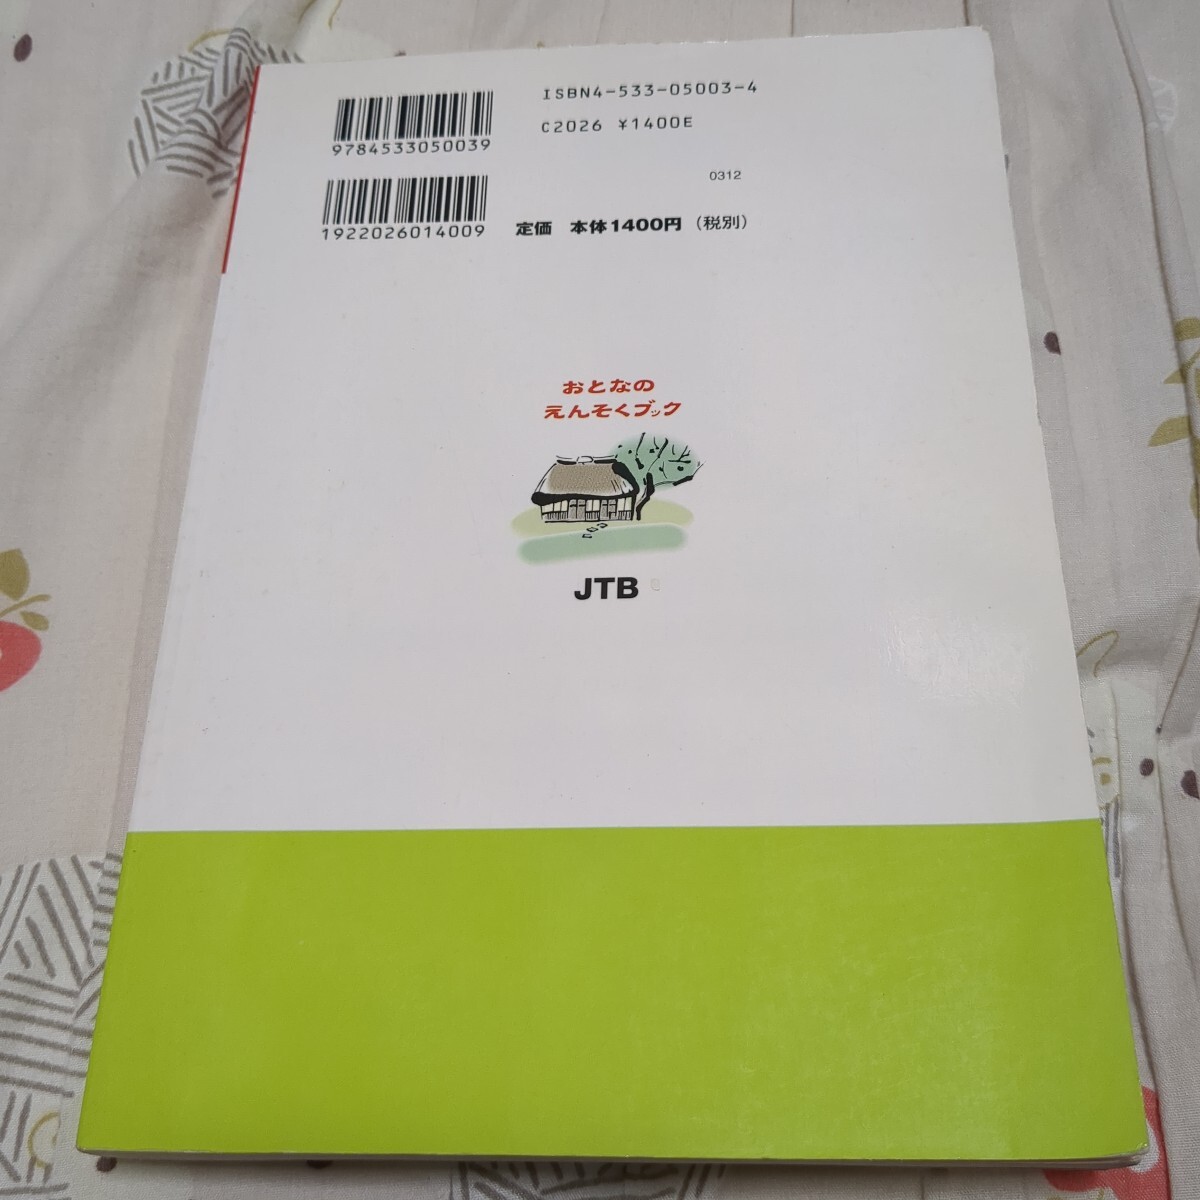 ISBN4-533-05003-4
C2026 ¥1400E
9784533050039
0312
1922026014009
定価 本体1400円（税別）
おとなの
えんそくブック
JTB